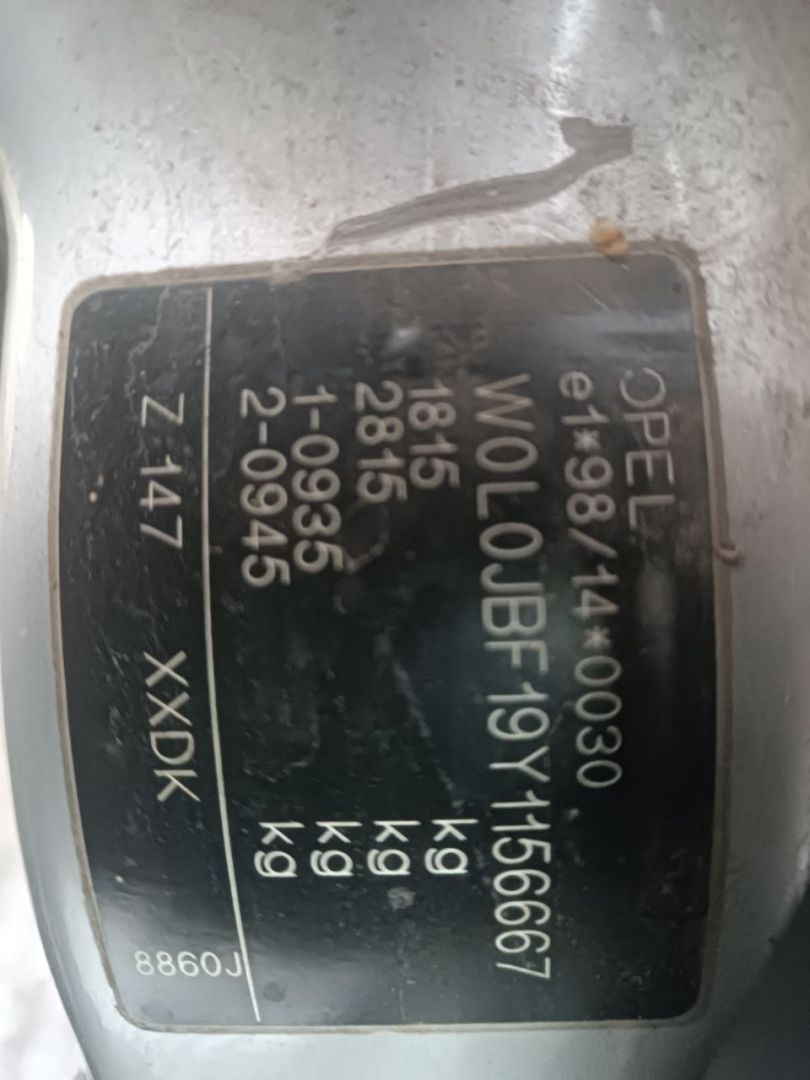 OPEL
e1*98/14*0030
W0L0JBF19Y1156667
1815 kg
2815 kg
1-0935 kg
2-0945 kg
Z 147 XXDK 8860J